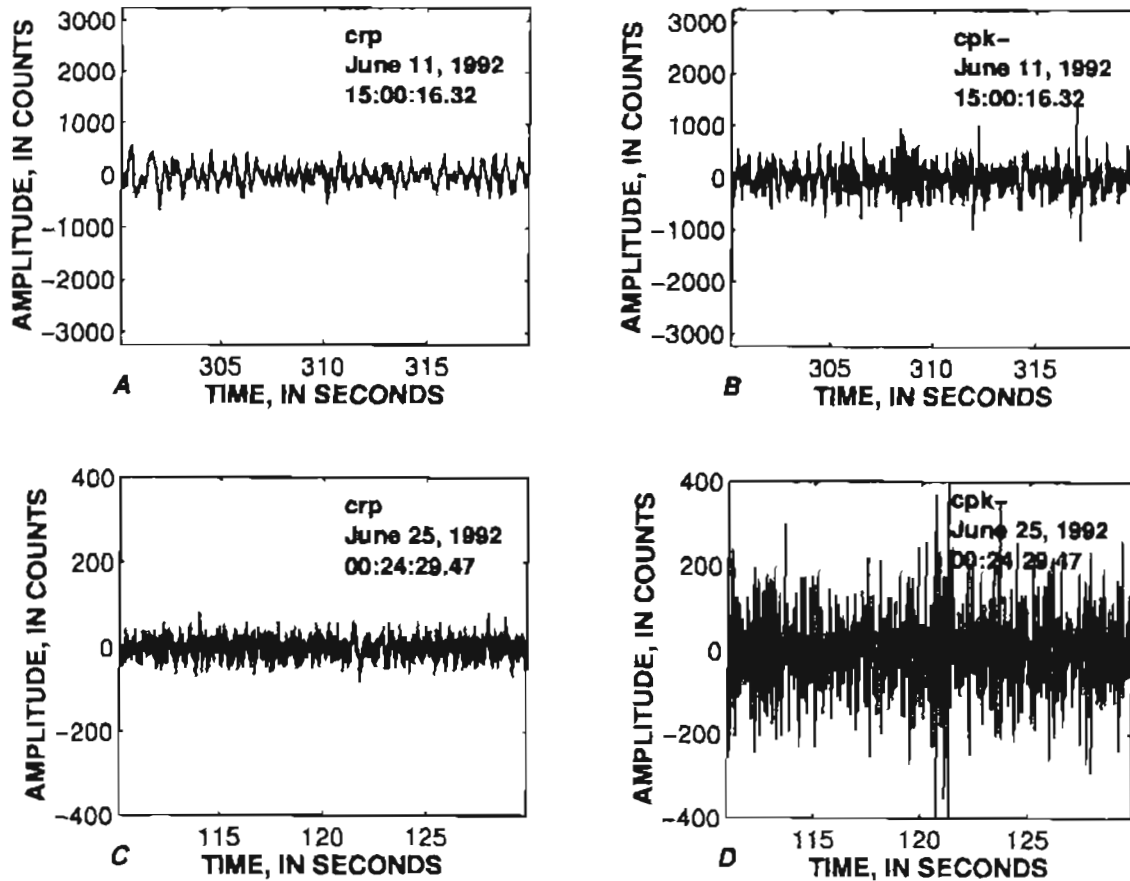 AMPLITUDE, IN COUNTS
3000
2000
1000
0
-1000
-2000
-3000
crp
June 11, 1992
15:00:16.32
305 310 315
A
TIME, IN SECONDS
AMPLITUDE, IN COUNTS
3000
2000
1000
0
-1000
-2000
-3000
cpk-
June 11, 1992
15:00:16.32
305 310 315
B
TIME, IN SECONDS
AMPLITUDE, IN COUNTS
400
200
0
-200
-400
crp
June 25, 1992
00:24:29.47
115 120 125
C
TIME, IN SECONDS
AMPLITUDE, IN COUNTS
400
200
0
-200
-400
cpk-
June 25, 1992
00:24:29.47
115 120 125
D
TIME, IN SECONDS